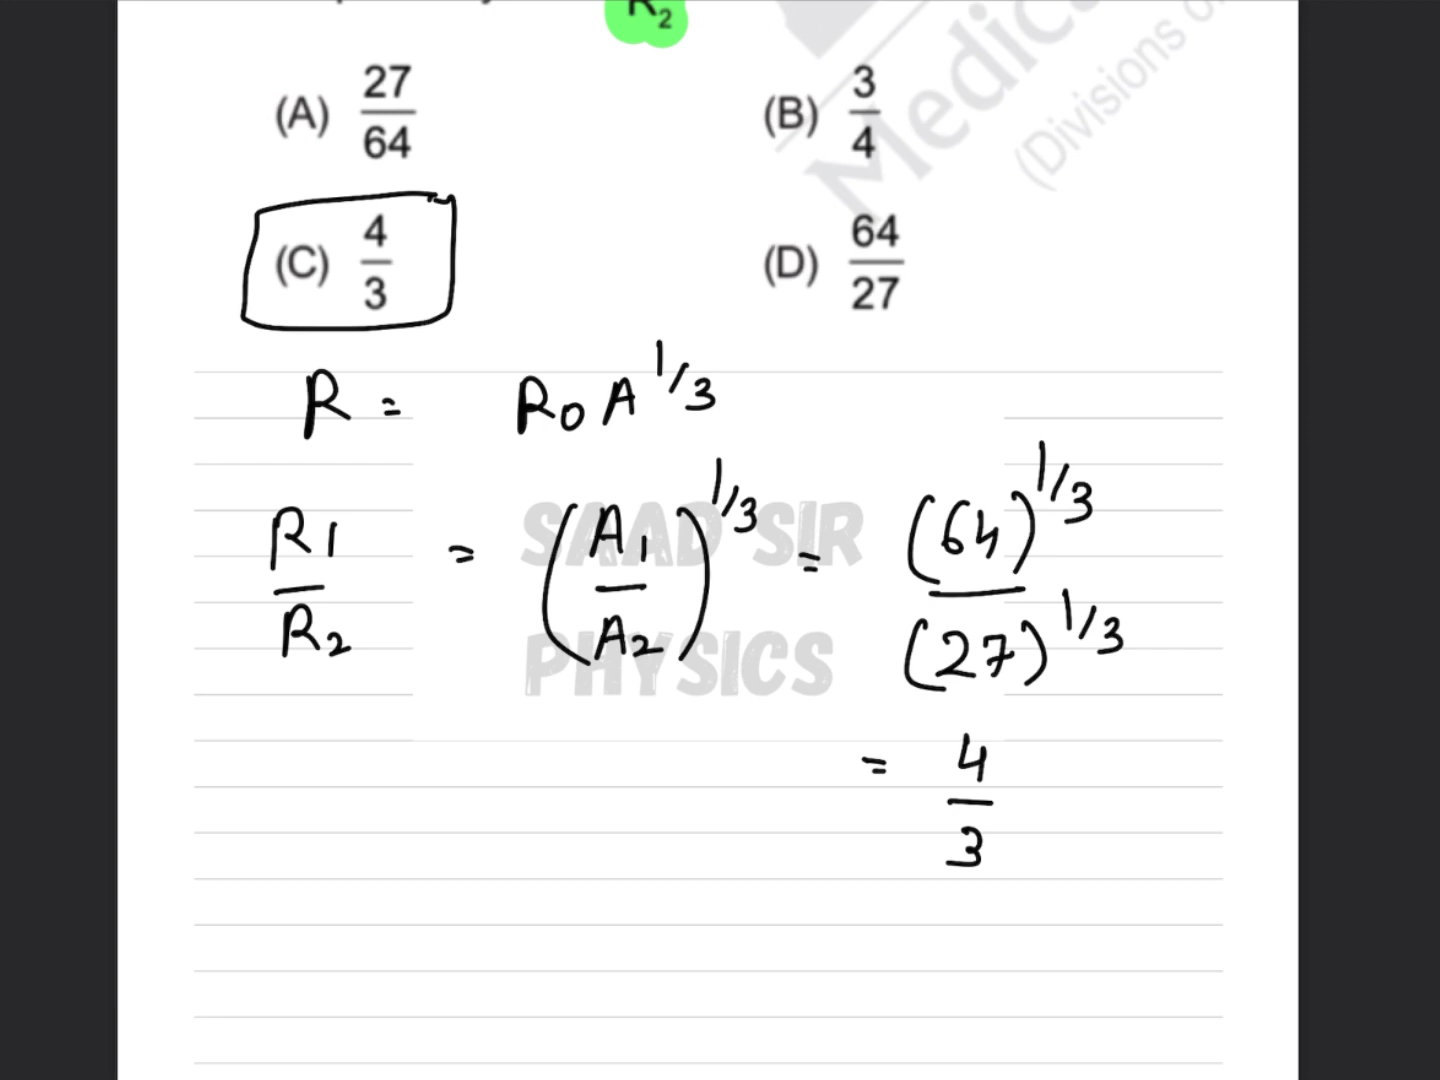 R₂
(A) 27/64 (B) 3/4
(C) 4/3 (D) 64/27
R = R₀ A^1/3
R1/R2 = (A1/A2)^1/3 = (64)^1/3 / (27)^1/3
= 4/3
SAAD SIR
PHYSICS
Medica
(Divisions o